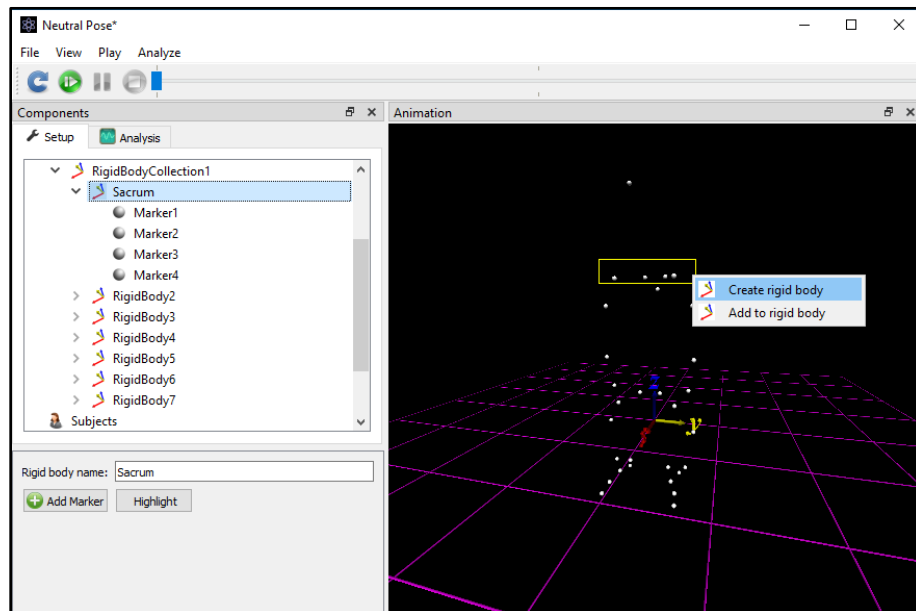 Neutral Pose*
File View Play Analyze
Components
Animation
Setup Analysis
RigidBodyCollection1
Sacrum
Marker1
Marker2
Marker3
Marker4
RigidBody2
RigidBody3
RigidBody4
RigidBody5
RigidBody6
RigidBody7
Subjects
Rigid body name: Sacrum
Add Marker Highlight
Create rigid body
Add to rigid body
y